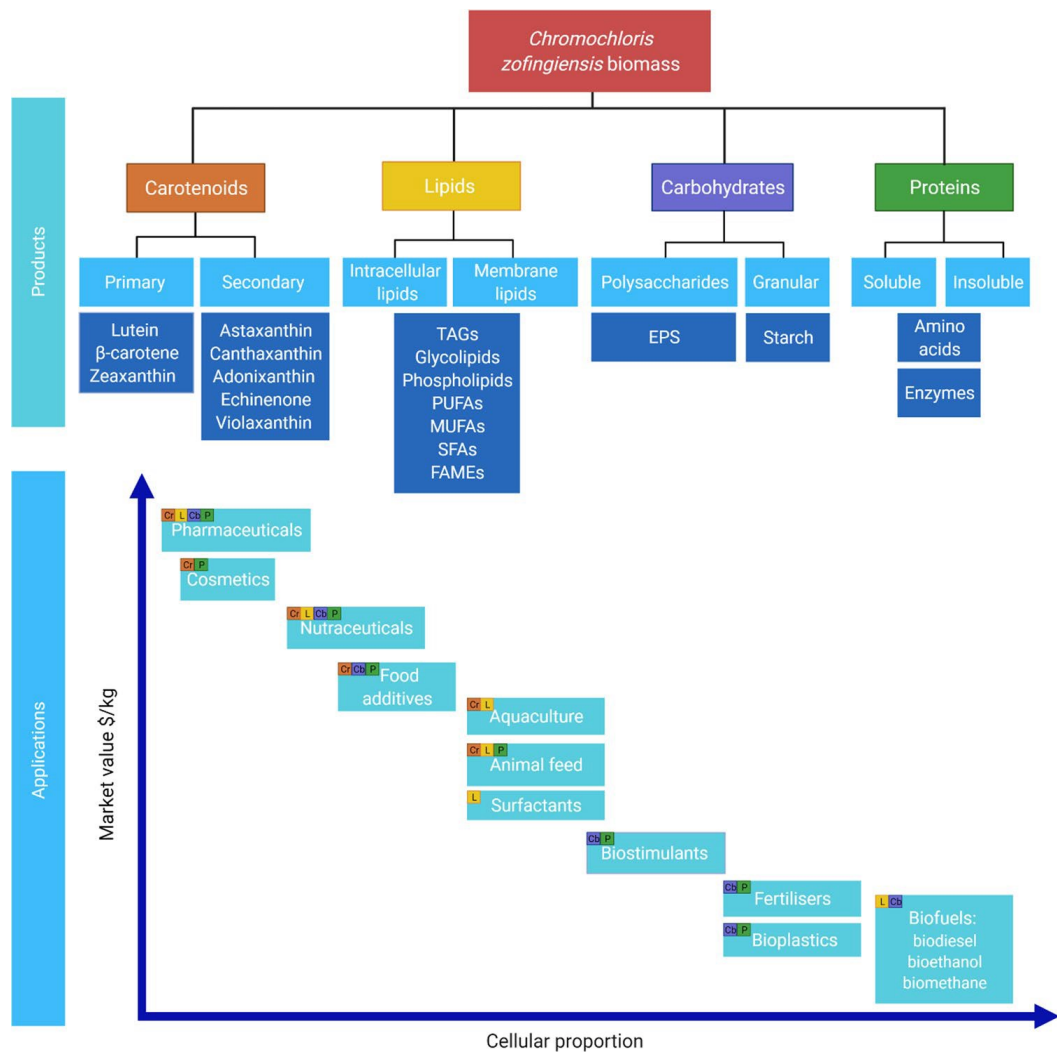 Chromochloris
zofingiensis biomass
Products
Carotenoids
Lipids
Carbohydrates
Proteins
Primary
Secondary
Intracellular
lipids
Membrane
lipids
Polysaccharides
Granular
Soluble
Insoluble
Lutein
β-carotene
Zeaxanthin
Astaxanthin
Canthaxanthin
Adonixanthin
Echinenone
Violaxanthin
TAGs
Glycolipids
Phospholipids
PUFAs
MUFAs
SFAs
FAMEs
EPS
Starch
Amino
acids
Enzymes
Applications
Market value $/kg
Cr L Cb P
Pharmaceuticals
Cr P
Cosmetics
Cr L Cb P
Nutraceuticals
Cr Cb P
Food
additives
Cr L
Aquaculture
Cr L P
Animal feed
L
Surfactants
Cb P
Biostimulants
Cb P
Fertilisers
Cb P
Bioplastics
L Cb
Biofuels:
biodiesel
bioethanol
biomethane
Cellular proportion